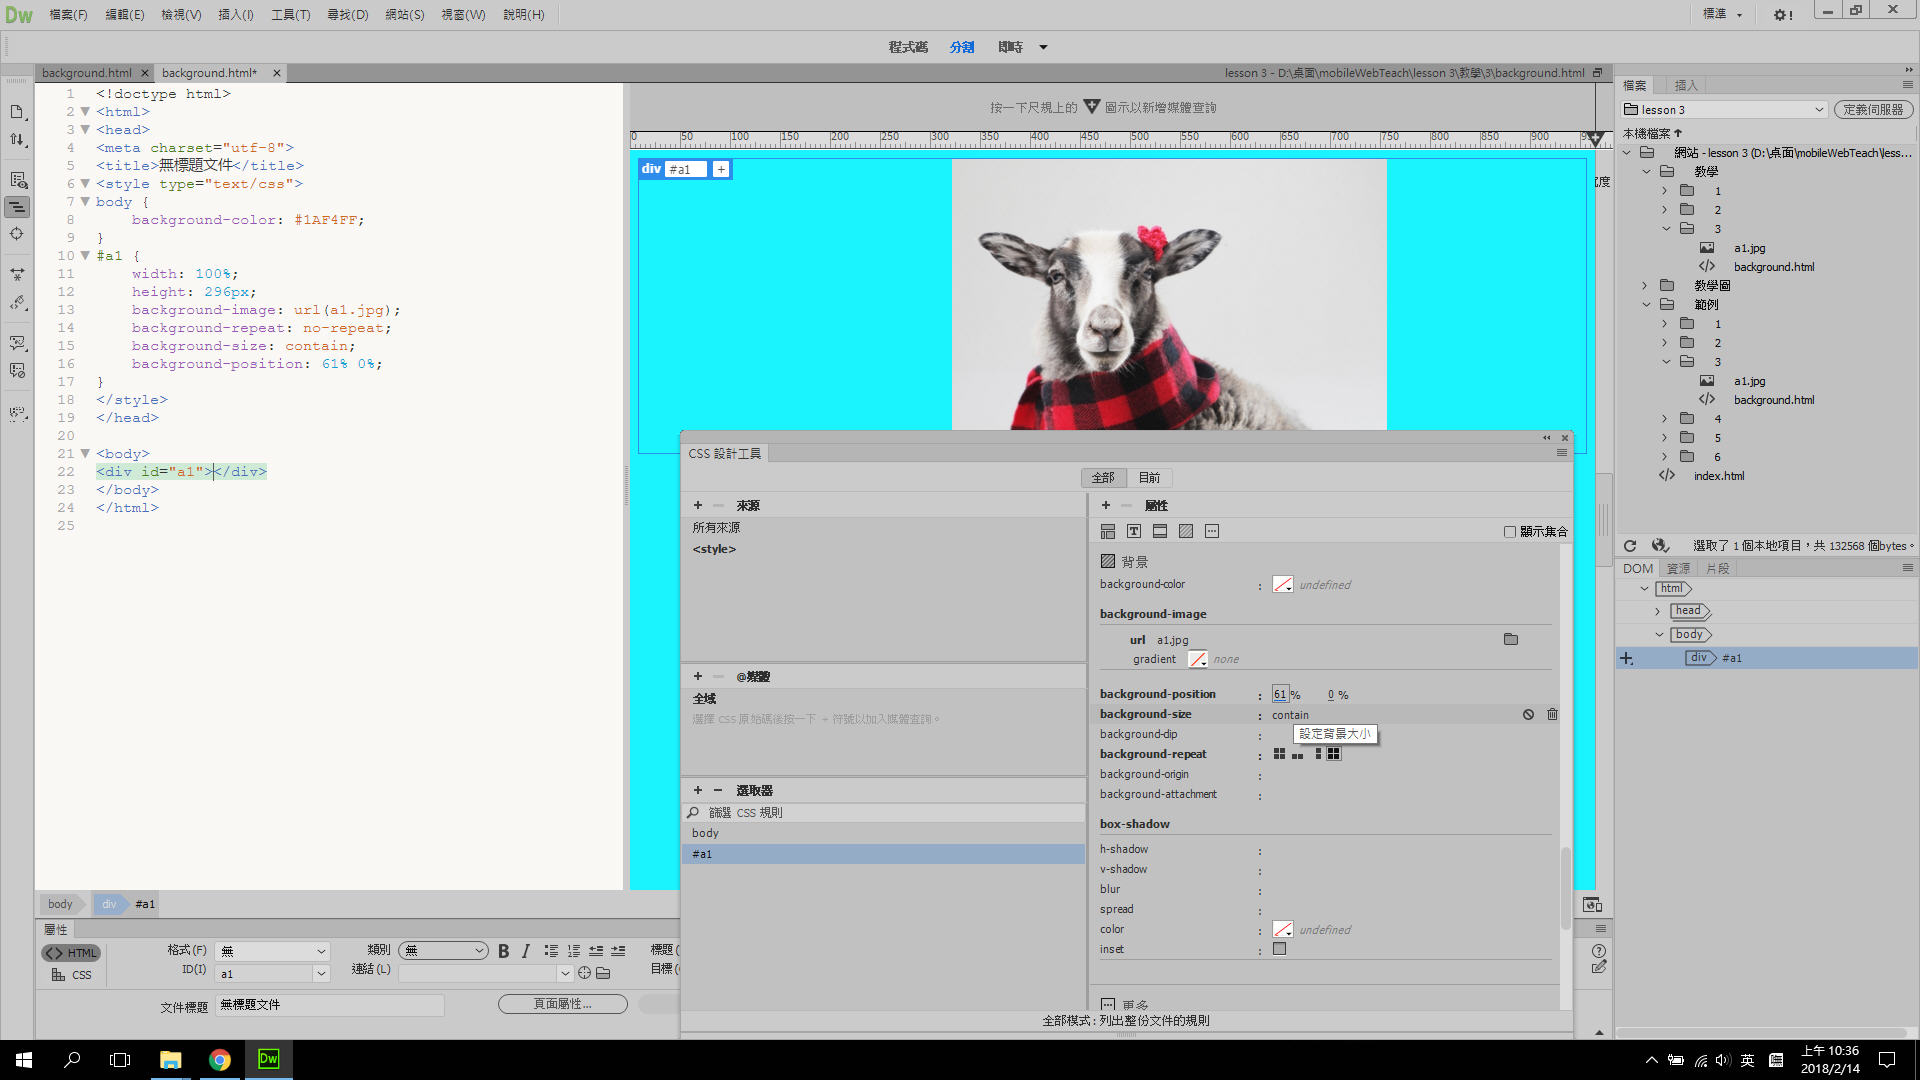 Dw 檔案(F) 編輯(E) 檢視(V) 插入(I) 工具(T) 尋找(D) 網站(S) 視窗(W) 說明(H) 標準
程式碼 分割 即時
background.html × background.html* × lesson 3 - D:\桌面\mobileWebTeach\lesson 3\教學\3\background.html
1 <!doctype html>
2 <html>
3 <head>
4 <meta charset="utf-8">
5 <title>無標題文件</title>
6 <style type="text/css">
7 body {
8 background-color: #1AF4FF;
9 }
10 #a1 {
11 width: 100%;
12 height: 296px;
13 background-image: url(a1.jpg);
14 background-repeat: no-repeat;
15 background-size: contain;
16 background-position: 61% 0%;
17 }
18 </style>
19 </head>
20
21 <body>
22 <div id="a1"></div>
23 </body>
24 </html>
25
按一下尺規上的 圖示以新增媒體查詢
0 50 100 150 200 250 300 350 400 450 500 550 600 650 700 750 800 850 900
div #a1 +
CSS 設計工具
全部 目前
+ − 來源
所有來源
<style>
+ − @媒體
全域
選擇 CSS 原始碼後按一下 + 符號以加入媒體查詢。
+ − 選取器
篩選 CSS 規則
body
#a1
+ − 屬性
顯示集合
背景
background-color : undefined
background-image
url a1.jpg
gradient none
background-position : 61 % 0 %
background-size : contain
設定背景大小
background-clip :
background-repeat :
background-origin :
background-attachment :
box-shadow
h-shadow :
v-shadow :
blur :
spread :
color : undefined
inset :
更多
全部模式 : 列出整份文件的規則
檔案 插入
lesson 3 定義伺服器
本機檔案
網站 - lesson 3 (D:\桌面\mobileWebTeach\less...
教學
1
2
3
a1.jpg
background.html
教學圖
範例
1
2
3
a1.jpg
background.html
4
5
6
index.html
選取了 1 個本地項目，共 132568 個bytes。
DOM 資源 片段
html
head
body
div #a1
body div #a1
屬性
HTML
CSS
格式(F) 無 類別 無 B I 標題(
ID(I) a1 連結(L) 目標(
文件標題 無標題文件 頁面屬性...
Dw
英
上午 10:36
2018/2/14